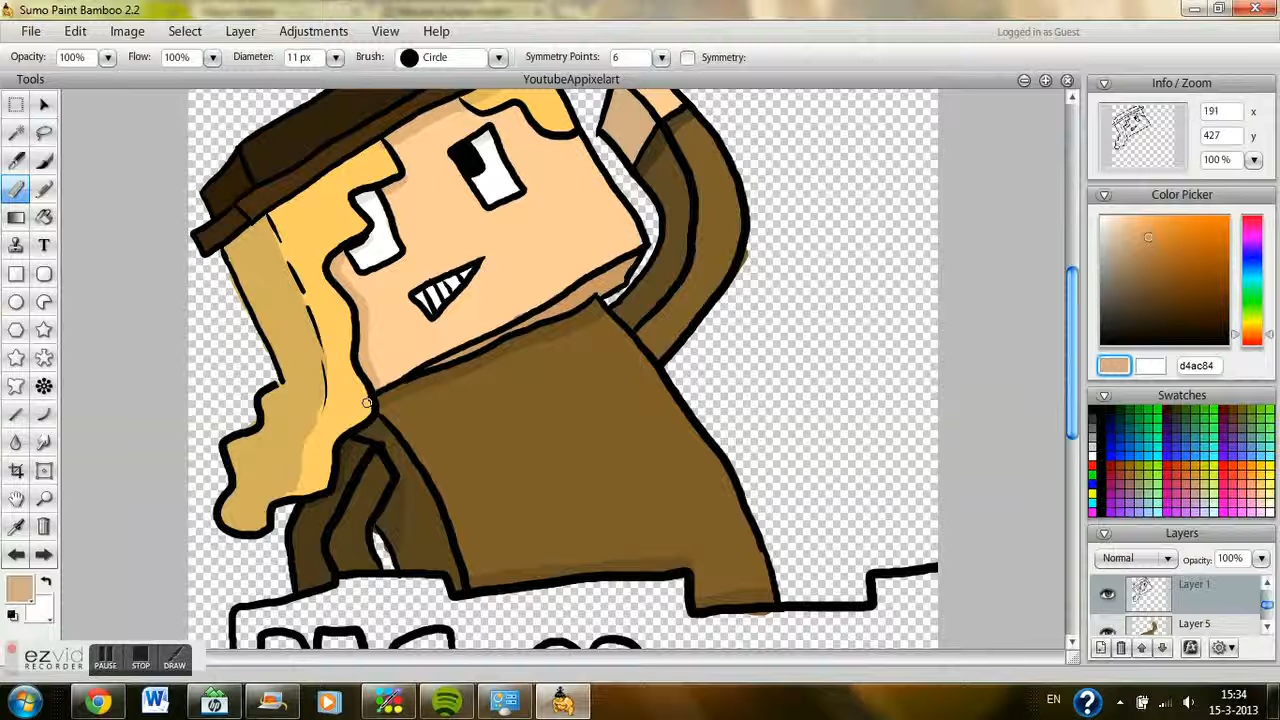 Sumo Paint Bamboo 2.2
File Edit Image Select Layer Adjustments View Help
Logged in as Guest
Opacity: 100% Flow: 100% Diameter: 11 px Brush: Circle Symmetry Points: 6 Symmetry:
Tools
YoutubeAppixelart
Info / Zoom
191 x
427 y
100 %
Color Picker
d4ac84
Swatches
Layers
Normal Opacity: 100%
Layer 1
Layer 5
T
ezvid
RECORDER
PAUSE STOP DRAW
EN
15:34
15-3-2013